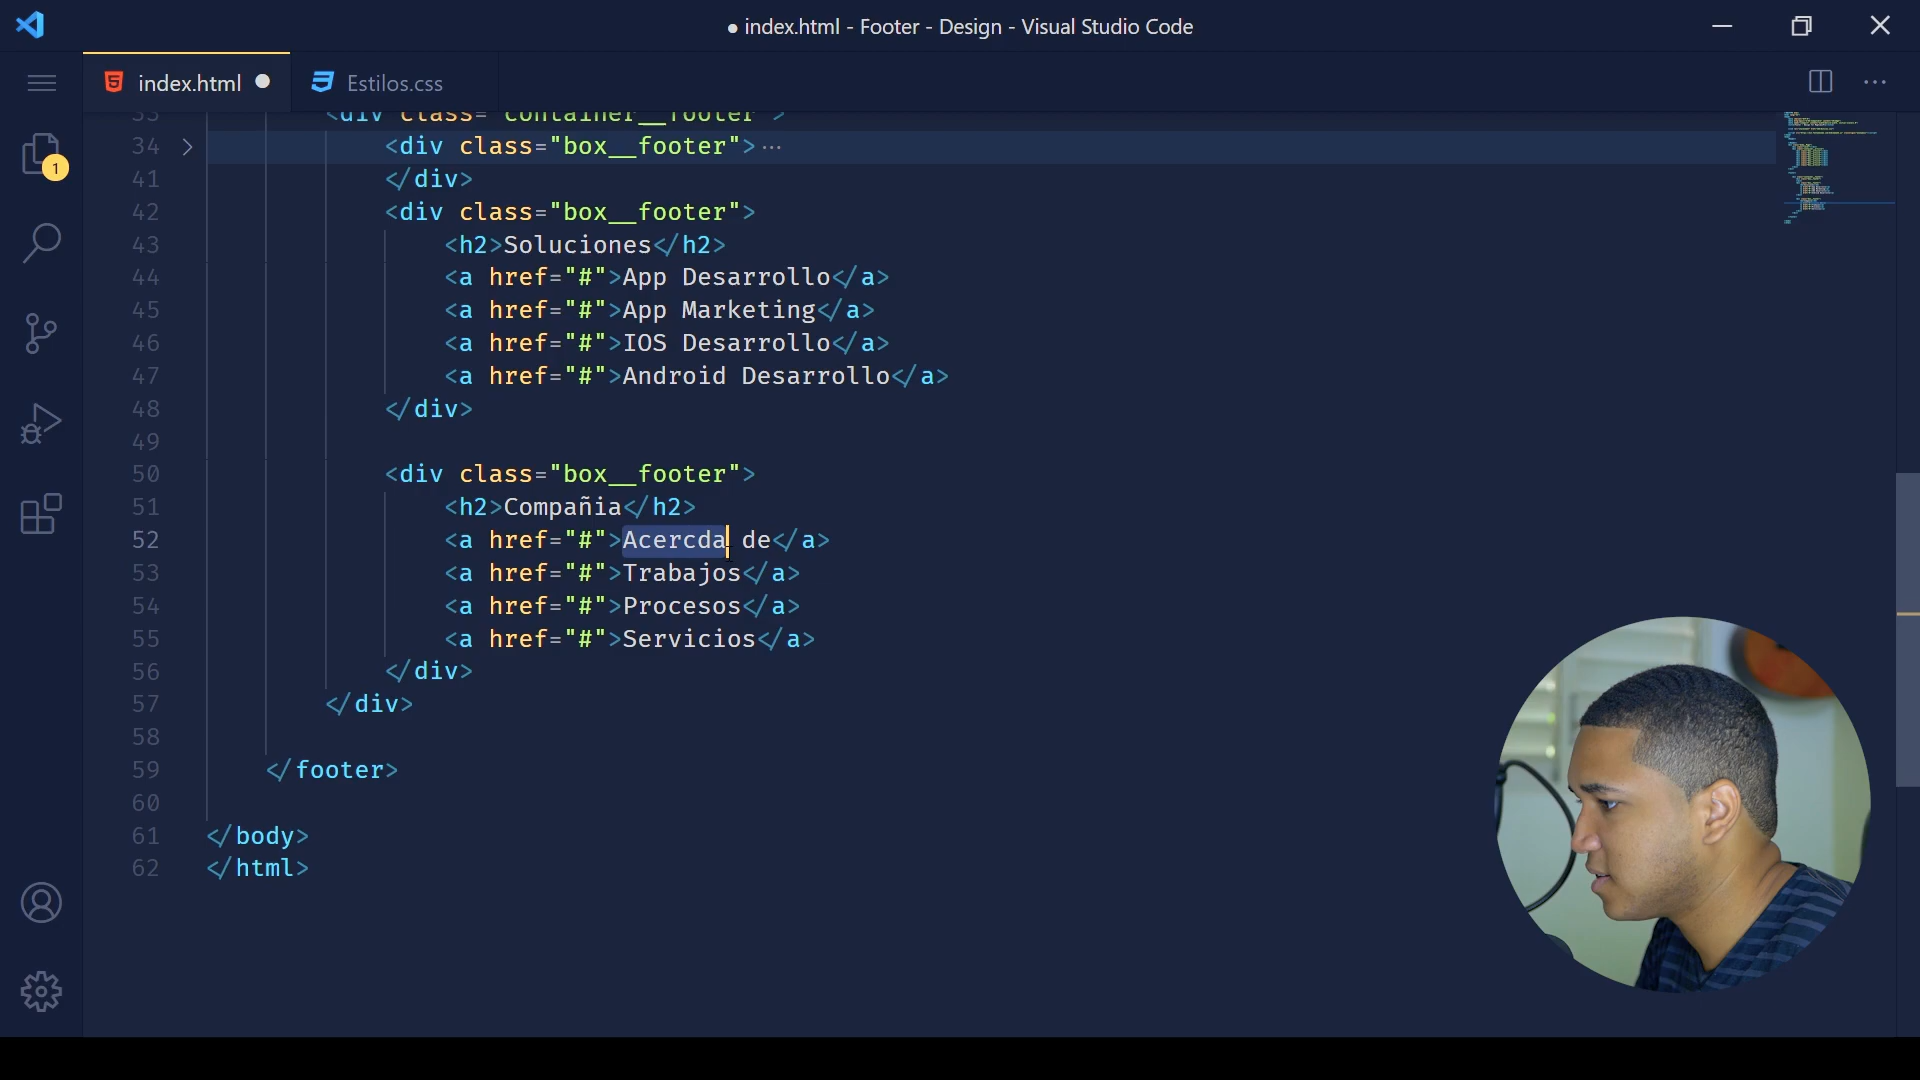 ● index.html - Footer - Design - Visual Studio Code
index.html
Estilos.css
33 <div class="container__footer">
34 <div class="box__footer">…
41 </div>
42 <div class="box__footer">
43 <h2>Soluciones</h2>
44 <a href="#">App Desarrollo</a>
45 <a href="#">App Marketing</a>
46 <a href="#">IOS Desarrollo</a>
47 <a href="#">Android Desarrollo</a>
48 </div>
49
50 <div class="box__footer">
51 <h2>Compañia</h2>
52 <a href="#">Acercda de</a>
53 <a href="#">Trabajos</a>
54 <a href="#">Procesos</a>
55 <a href="#">Servicios</a>
56 </div>
57 </div>
58
59 </footer>
60
61 </body>
62 </html>
1